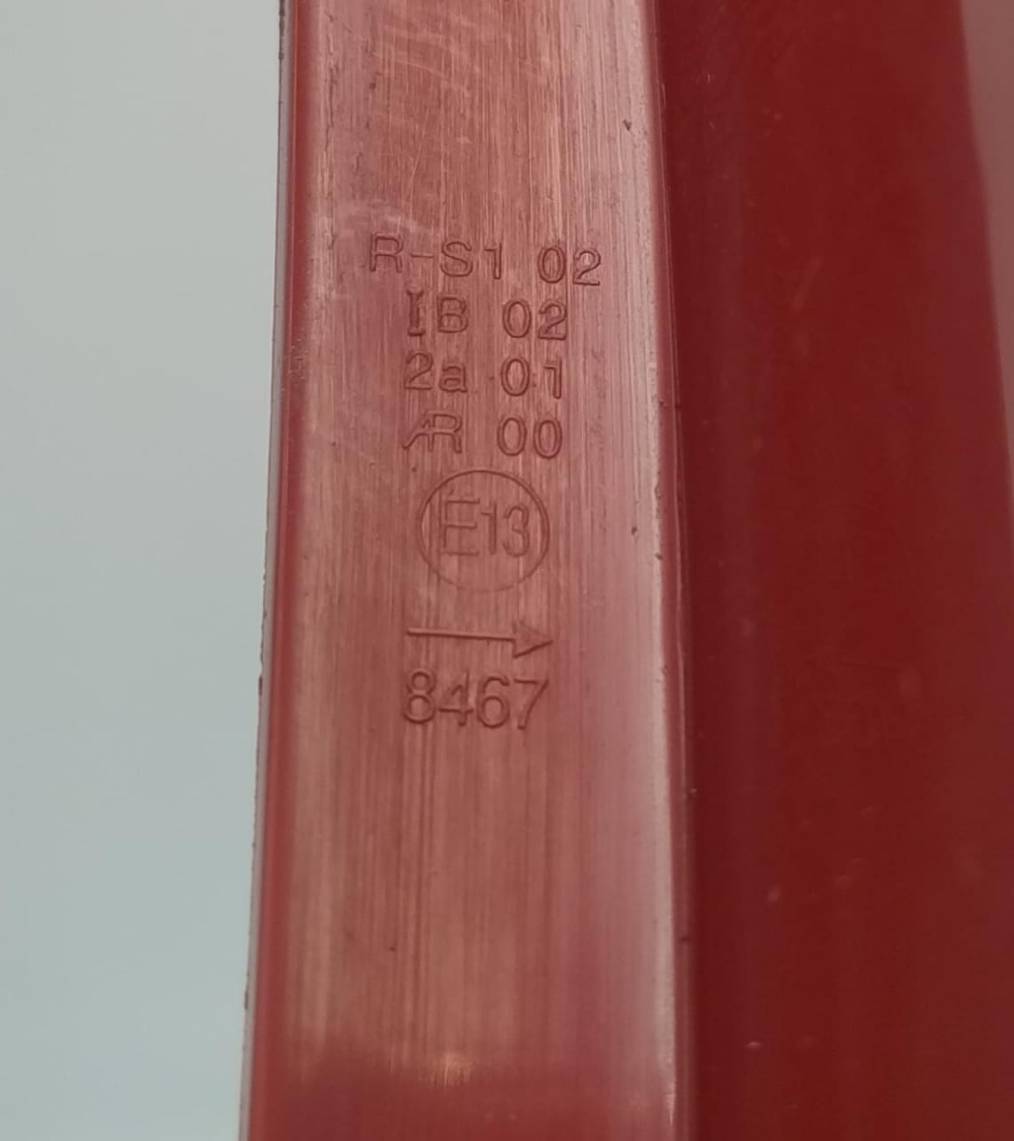 R-S1 02
IB 02
2a 01
AR 00
E13
→
8467